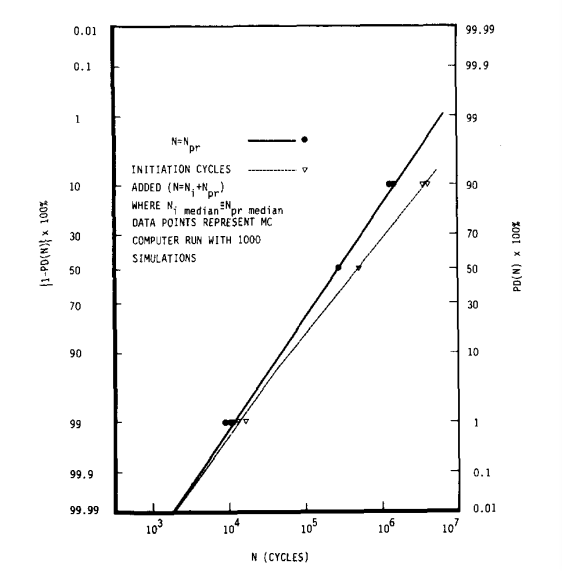 0.01
0.1
1
10
30
50
70
90
99
99.9
99.99
{1-PD(N)} x 100%
N=N_pr
INITIATION CYCLES
ADDED (N=N_i+N_pr)
WHERE N_i median≡N_pr median
DATA POINTS REPRESENT MC
COMPUTER RUN WITH 1000
SIMULATIONS
99.99
99.9
99
90
70
50
30
10
1
0.1
0.01
PD(N) x 100%
10^3
10^4
10^5
10^6
10^7
N (CYCLES)